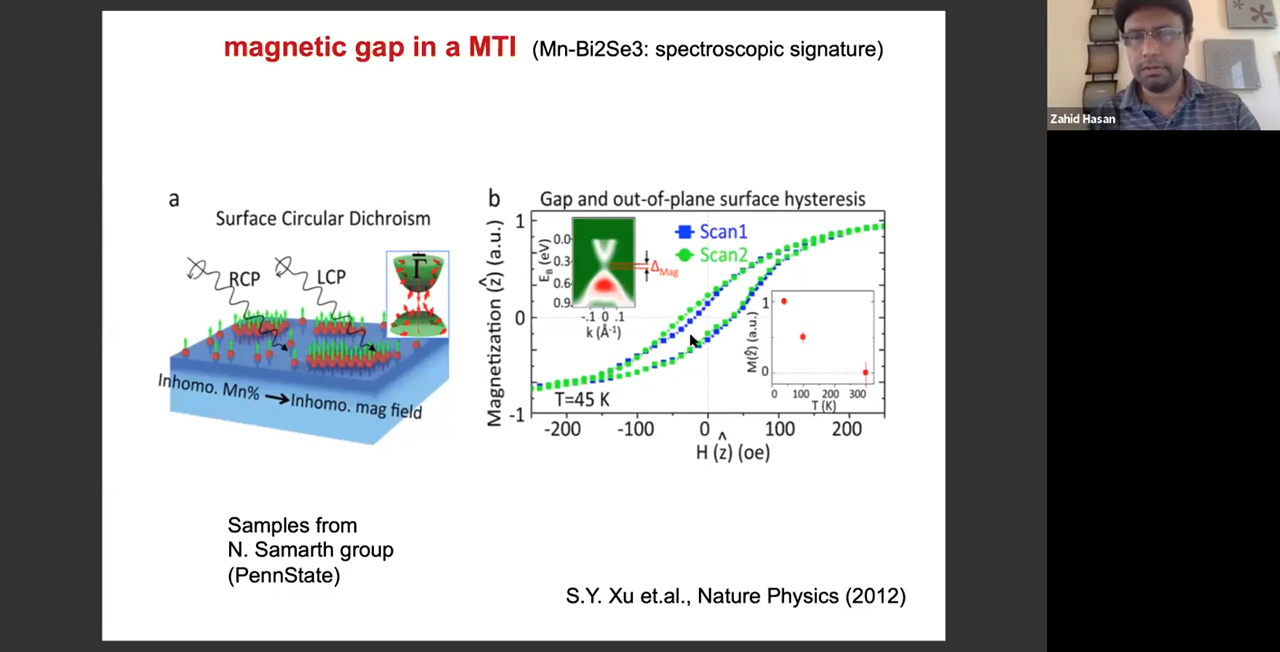 magnetic gap in a MTI (Mn-Bi2Se3: spectroscopic signature)
Zahid Hasan
a
Surface Circular Dichroism
RCP
LCP
Γ
Inhomo. Mn% → Inhomo. mag field
b
Gap and out-of-plane surface hysteresis
Magnetization (ẑ) (a.u.)
1
0
-1
Scan1
Scan2
E_B (eV)
0.0
0.3
0.6
0.9
Δ_Mag
-.1 0 .1
k (Å⁻¹)
M(ẑ) (a.u.)
1
0
0 100 200 300
T (K)
T=45 K
-200 -100 0 100 200
H (ẑ) (oe)
Samples from
N. Samarth group
(PennState)
S.Y. Xu et.al., Nature Physics (2012)